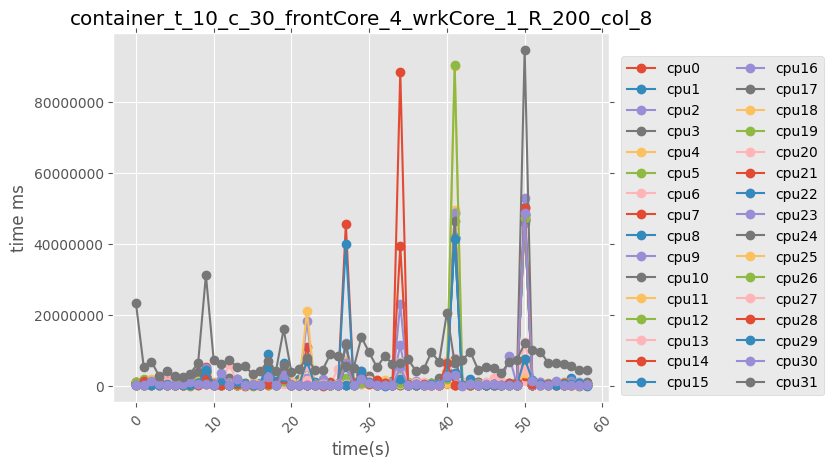 container_t_10_c_30_frontCore_4_wrkCore_1_R_200_col_8
time ms
80000000
60000000
40000000
20000000
0
0
10
20
30
40
50
60
time(s)
cpu0
cpu1
cpu2
cpu3
cpu4
cpu5
cpu6
cpu7
cpu8
cpu9
cpu10
cpu11
cpu12
cpu13
cpu14
cpu15
cpu16
cpu17
cpu18
cpu19
cpu20
cpu21
cpu22
cpu23
cpu24
cpu25
cpu26
cpu27
cpu28
cpu29
cpu30
cpu31